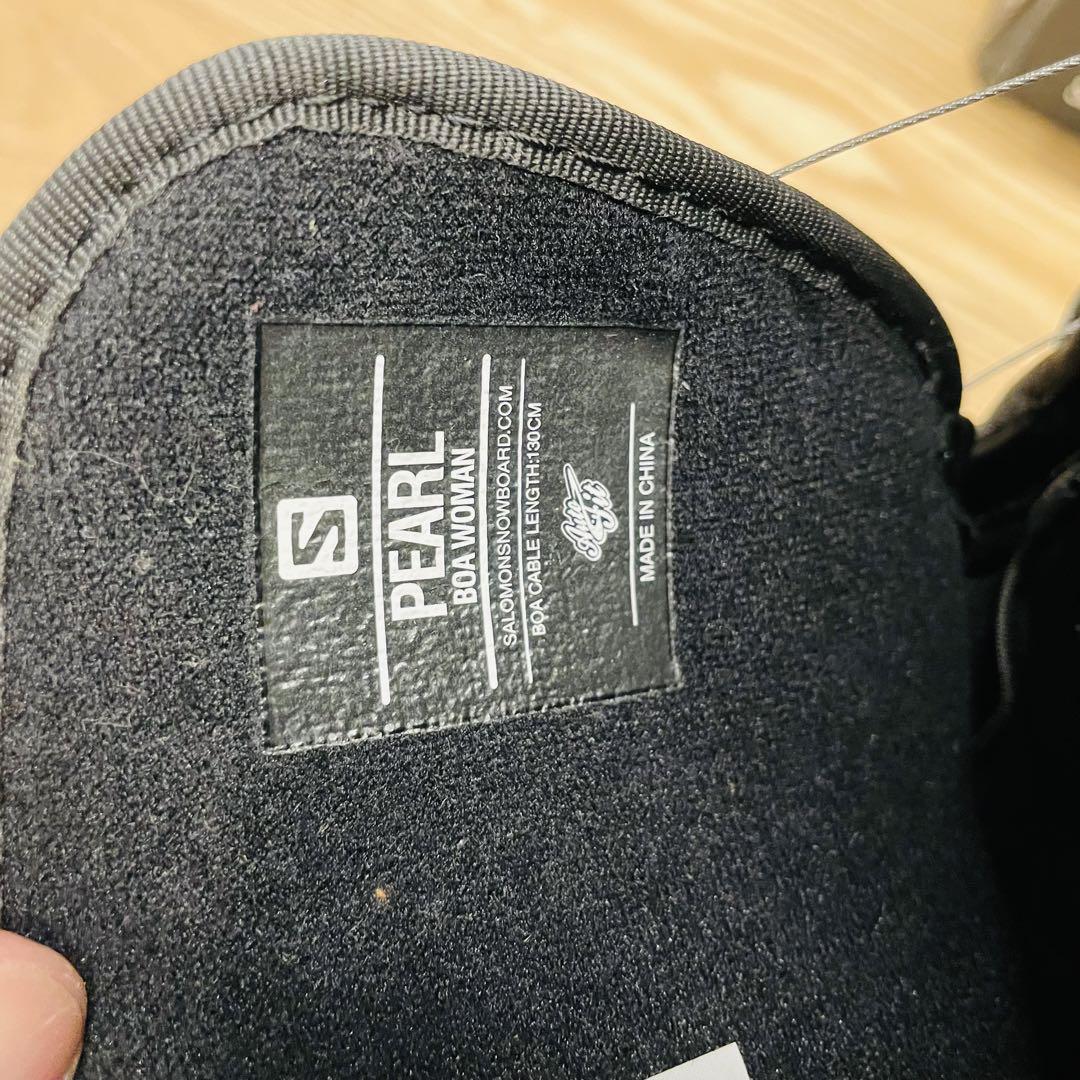 S
PEARL
BOA WOMAN
SALOMONSNOWBOARD.COM
BOA CABLE LENGTH:130CM
MADE IN CHINA